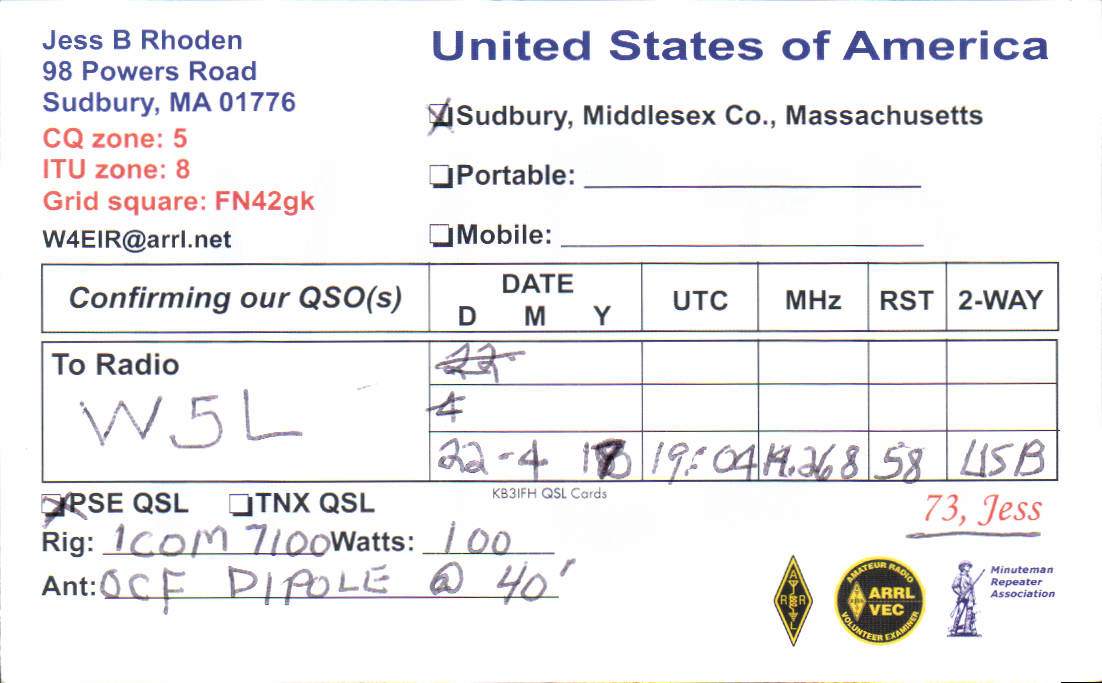 Jess B Rhoden
98 Powers Road
Sudbury, MA 01776
CQ zone: 5
ITU zone: 8
Grid square: FN42gk
W4EIR@arrl.net
United States of America
Sudbury, Middlesex Co., Massachusetts
Portable:
Mobile:
Confirming our QSO(s) DATE D M Y UTC MHz RST 2-WAY
To Radio
W5L
22
4
22-4 19:04 14.268 58 USB
KB3IFH QSL Cards
PSE QSL TNX QSL
Rig: ICOM 7100 Watts: 100
Ant: OCF DIPOLE @ 40'
73, Jess
ARRL
AMATEUR RADIO
ARRL
VEC
VOLUNTEER EXAMINER
Minuteman
Repeater
Association